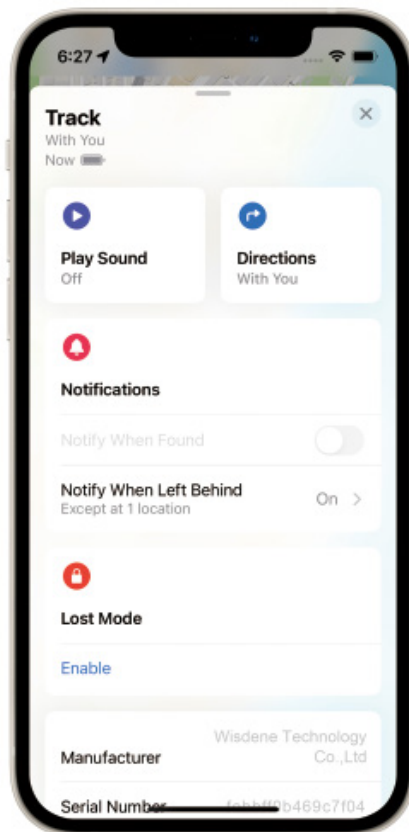 6:27
Track
With You
Now
Play Sound
Off
Directions
With You
Notifications
Notify When Found
Notify When Left Behind
Except at 1 location
On
Lost Mode
Enable
Wisdene Technology
Co.,Ltd
Manufacturer
Serial Number